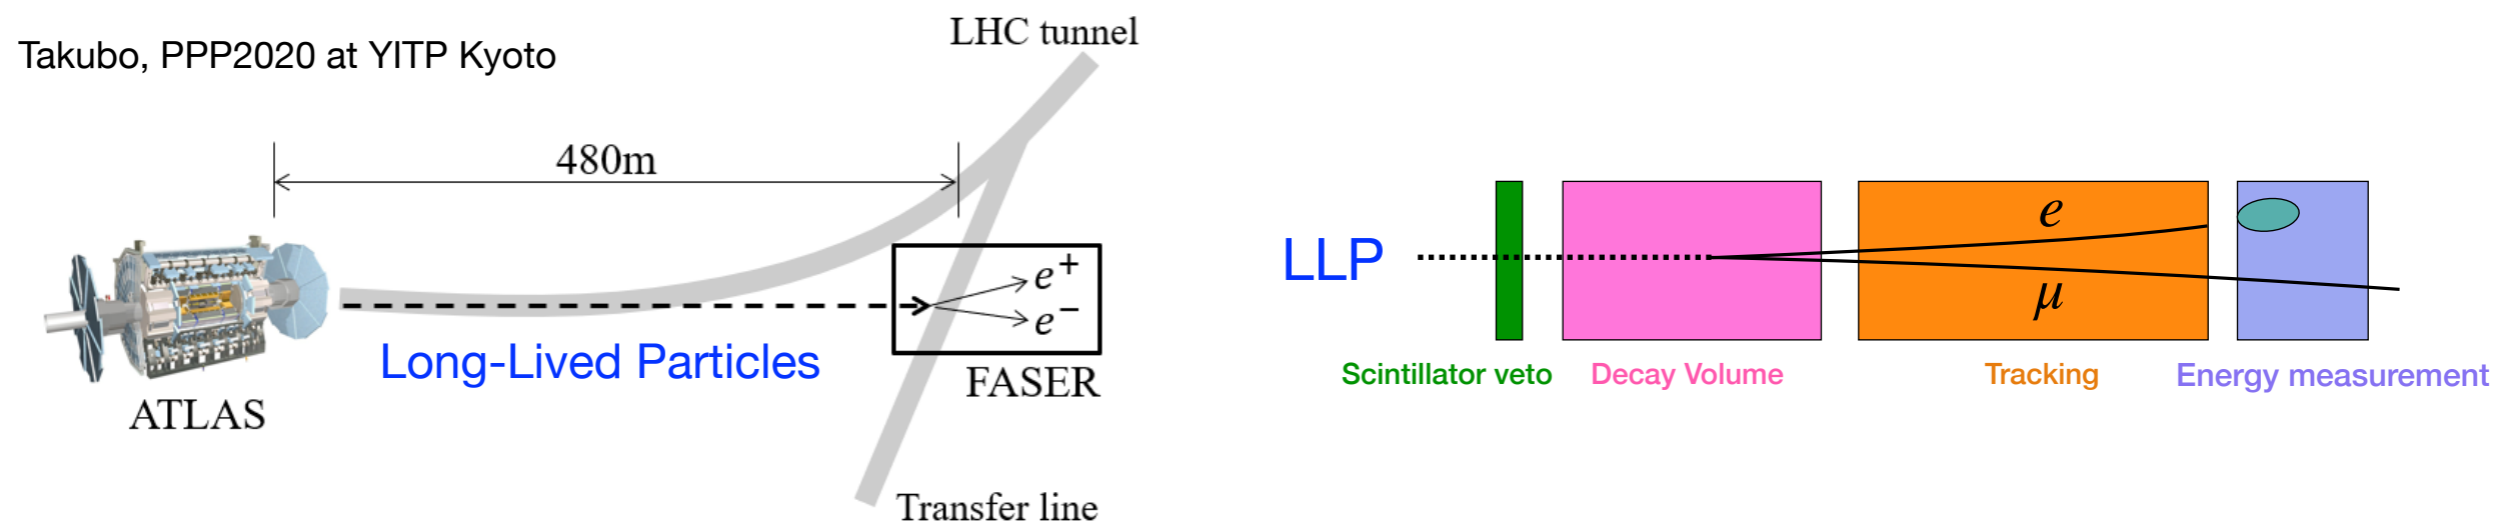 Takubo, PPP2020 at YITP Kyoto
LHC tunnel
480m
e⁺
e⁻
Long-Lived Particles
FASER
ATLAS
Transfer line
LLP
e
μ
Scintillator veto
Decay Volume
Tracking
Energy measurement